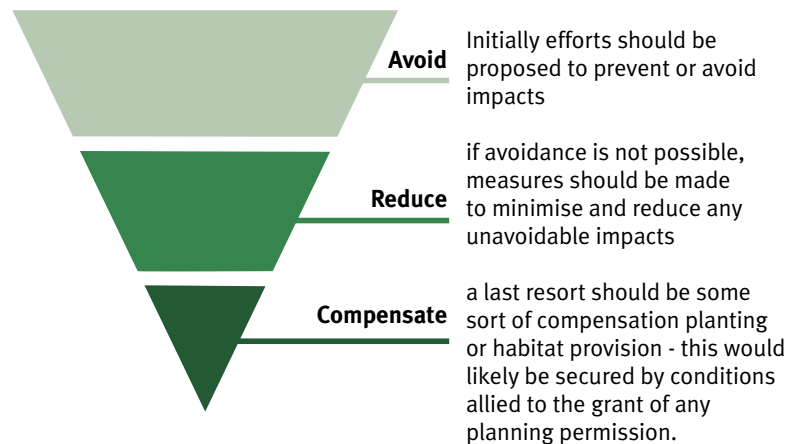 Avoid
Initially efforts should be
proposed to prevent or avoid
impacts
Reduce
if avoidance is not possible,
measures should be made
to minimise and reduce any
unavoidable impacts
Compensate
a last resort should be some
sort of compensation planting
or habitat provision - this would
likely be secured by conditions
allied to the grant of any
planning permission.